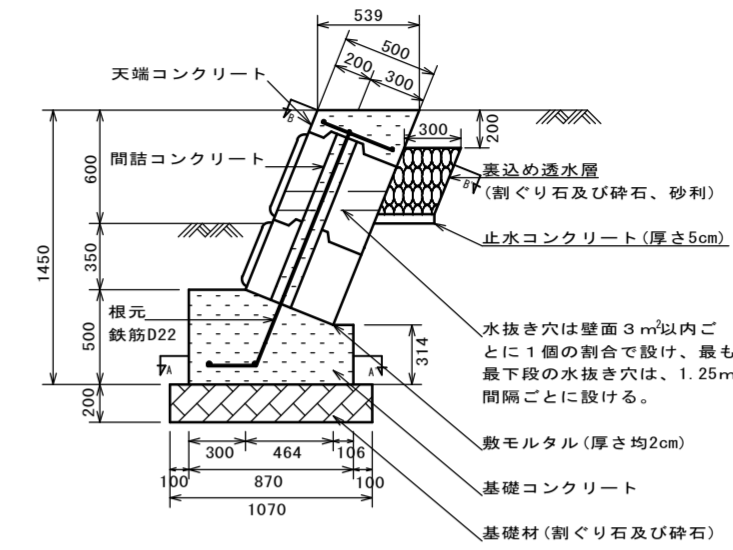 539
500
200
300
天端コンクリート
B
200
300
間詰コンクリート
裏込め透水層
B
(割ぐり石及び砕石、砂利)
止水コンクリート(厚さ5cm)
600
350
1450
500
200
根元
鉄筋D22
314
水抜き穴は壁面3㎡以内ご
とに1個の割合で設け、最も
最下段の水抜き穴は、1.25m
間隔ごとに設ける。
A
A
敷モルタル(厚さ均2cm)
300
464
106
100
870
100
1070
基礎コンクリート
基礎材(割ぐり石及び砕石)